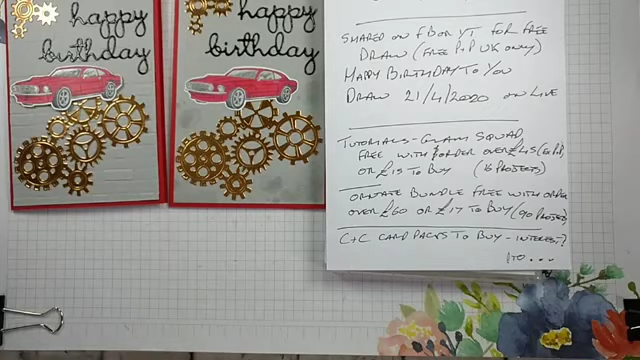 happy
birthday
happy
birthday
SHARED ON FB OR YT FOR FREE
DRAW (FREE P.P UK ONLY)
HAPPY BIRTHDAY TO YOU
DRAW 21/4/2020 ON LIVE
TUTORIALS - GLAM SQUAD,
FREE WITH ORDER OVER £45 (EX P.P)
OR £15 TO BUY (16 PROJECTS)
ORNATE BUNDLE FREE WITH ORDER
OVER £60 OR £17 TO BUY (90 PROJECTS)
C+C CARD PACKS TO BUY - INTEREST?
PTO...